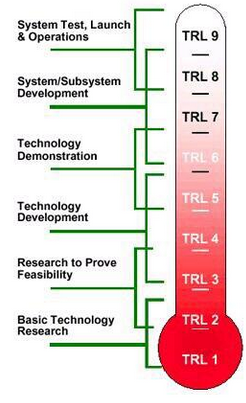 System Test, Launch
& Operations
System/Subsystem
Development
Technology
Demonstration
Technology
Development
Research to Prove
Feasibility
Basic Technology
Research
TRL 9
TRL 8
TRL 7
TRL 6
TRL 5
TRL 4
TRL 3
TRL 2
TRL 1